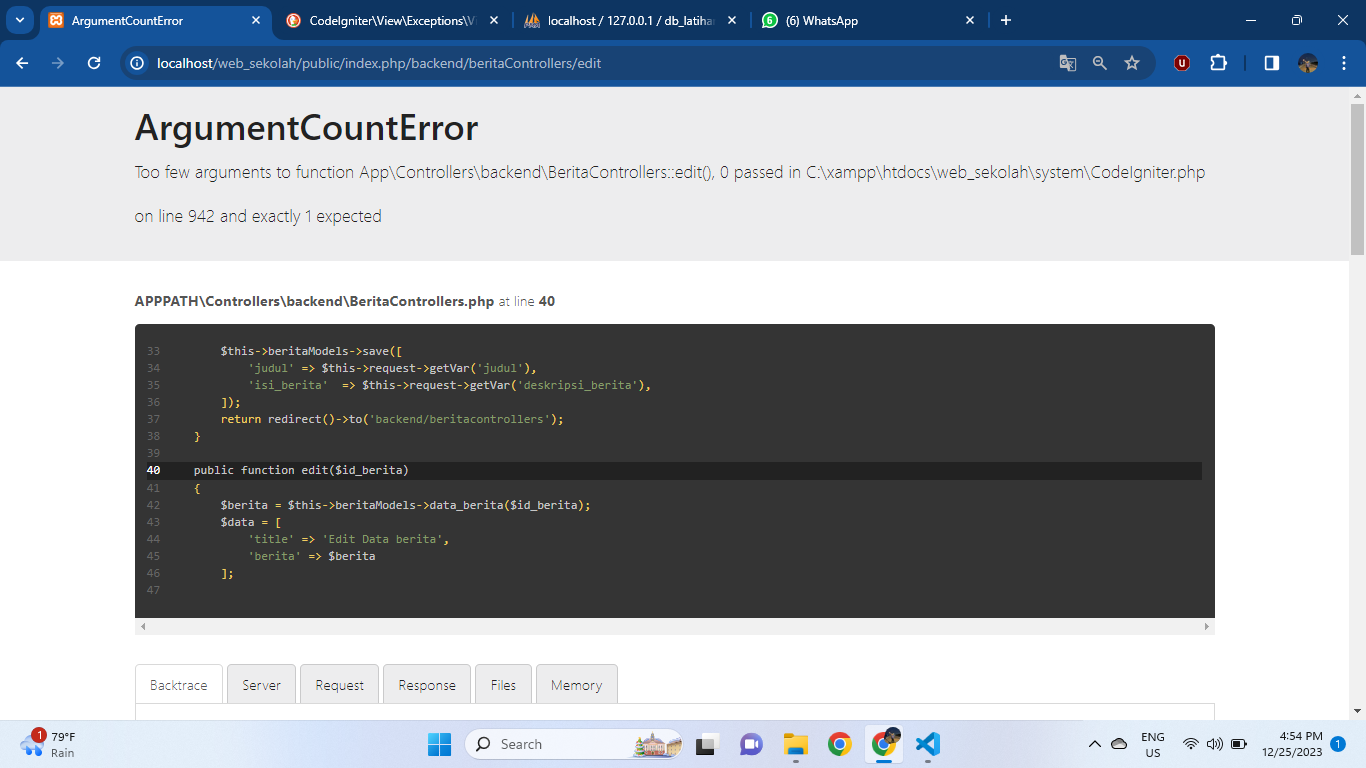 ArgumentCountError
CodeIgniter\View\Exceptions\Vi
localhost / 127.0.0.1 / db_latihan
6 (6) WhatsApp
localhost/web_sekolah/public/index.php/backend/beritaControllers/edit
ArgumentCountError
Too few arguments to function App\Controllers\backend\BeritaControllers::edit(), 0 passed in C:\xampp\htdocs\web_sekolah\system\CodeIgniter.php
on line 942 and exactly 1 expected
APPPATH\Controllers\backend\BeritaControllers.php at line 40
33 $this->beritaModels->save([
34 'judul' => $this->request->getVar('judul'),
35 'isi_berita' => $this->request->getVar('deskripsi_berita'),
36 ]);
37 return redirect()->to('backend/beritacontrollers');
38 }
39
40 public function edit($id_berita)
41 {
42 $berita = $this->beritaModels->data_berita($id_berita);
43 $data = [
44 'title' => 'Edit Data berita',
45 'berita' => $berita
46 ];
47
Backtrace Server Request Response Files Memory
1 79°F
Rain
Search
ENG
US
4:54 PM
12/25/2023
1